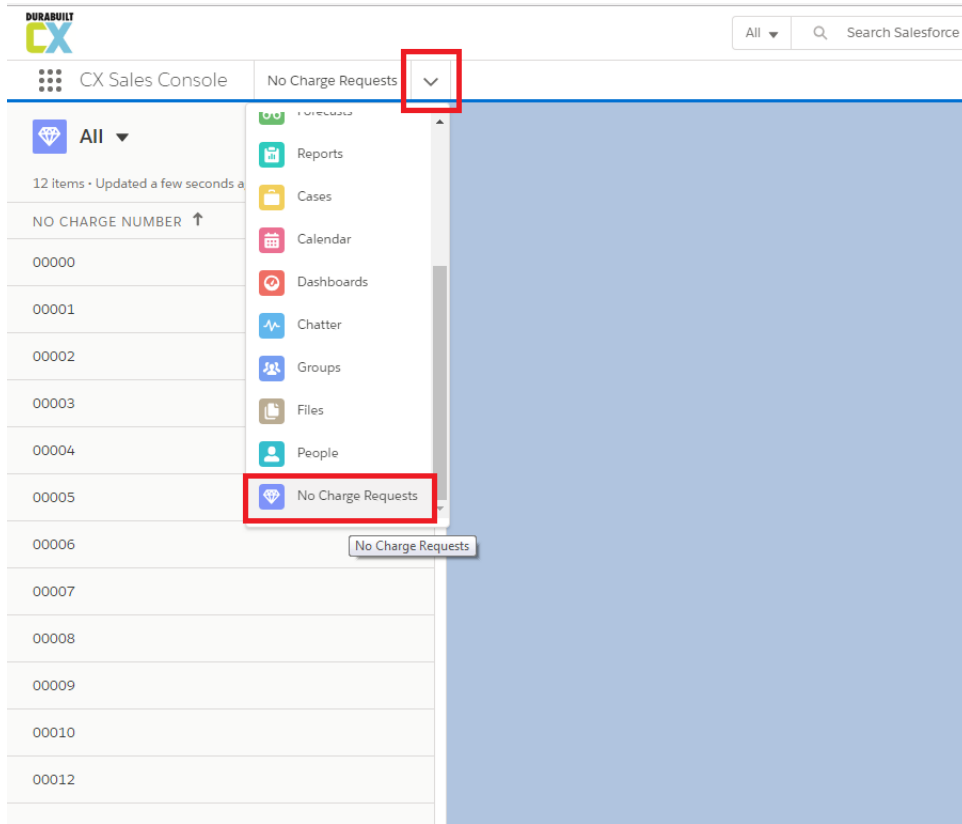 DURABUILT
CX
All
Search Salesforce
CX Sales Console
No Charge Requests
All
12 items • Updated a few seconds a
NO CHARGE NUMBER
00000
00001
00002
00003
00004
00005
00006
00007
00008
00009
00010
00012
Forecasts
Reports
Cases
Calendar
Dashboards
Chatter
Groups
Files
People
No Charge Requests
No Charge Requests